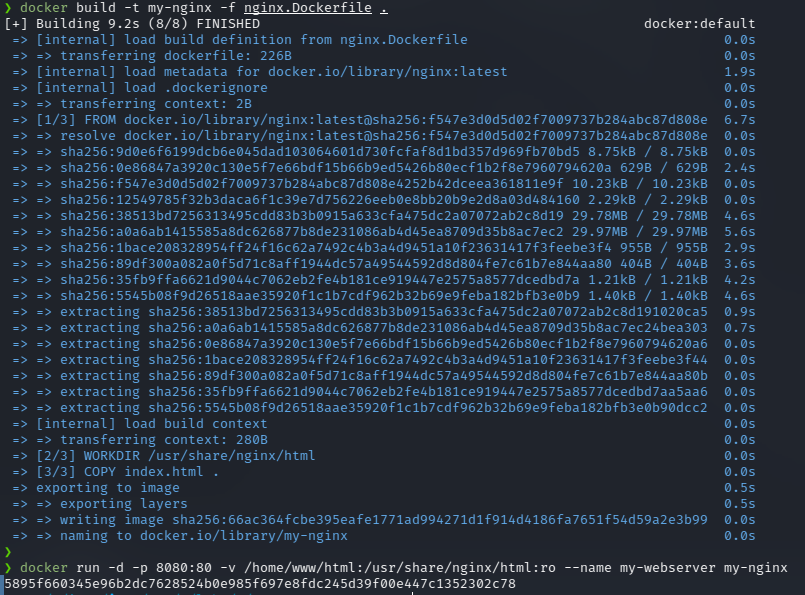 ❯ docker build -t my-nginx -f nginx.Dockerfile .
[+] Building 9.2s (8/8) FINISHED docker:default
=> [internal] load build definition from nginx.Dockerfile 0.0s
=> => transferring dockerfile: 226B 0.0s
=> [internal] load metadata for docker.io/library/nginx:latest 1.9s
=> [internal] load .dockerignore 0.0s
=> => transferring context: 2B 0.0s
=> [1/3] FROM docker.io/library/nginx:latest@sha256:f547e3d0d5d02f7009737b284abc87d808e 6.7s
=> => resolve docker.io/library/nginx:latest@sha256:f547e3d0d5d02f7009737b284abc87d808e 0.0s
=> => sha256:9d0e6f6199dcb6e045dad103064601d730fcfaf8d1bd357d969fb70bd5 8.75kB / 8.75kB 0.0s
=> => sha256:0e86847a3920c130e5f7e66bdf15b66b9ed5426b80ecf1b2f8e7960794620a 629B / 629B 2.4s
=> => sha256:f547e3d0d5d02f7009737b284abc87d808e4252b42dceea361811e9f 10.23kB / 10.23kB 0.0s
=> => sha256:12549785f32b3daca6f1c39e7d756226eeb0e8bb20b9e2d8a03d484160 2.29kB / 2.29kB 0.0s
=> => sha256:38513bd7256313495cdd83b3b0915a633cfa475dc2a07072ab2c8d19 29.78MB / 29.78MB 4.6s
=> => sha256:a0a6ab1415585a8dc626877b8de231086ab4d45ea8709d35b8ac7ec2 29.97MB / 29.97MB 5.6s
=> => sha256:1bace208328954ff24f16c62a7492c4b3a4d9451a10f23631417f3feebe3f4 955B / 955B 2.9s
=> => sha256:89df300a082a0f5d71c8aff1944dc57a49544592d8d804fe7c61b7e844aa80 404B / 404B 3.6s
=> => sha256:35fb9ffa6621d9044c7062eb2fe4b181ce919447e2575a8577dcedbd7a 1.21kB / 1.21kB 4.2s
=> => sha256:5545b08f9d26518aae35920f1c1b7cdf962b32b69e9feba182bfb3e0b9 1.40kB / 1.40kB 4.6s
=> => extracting sha256:38513bd7256313495cdd83b3b0915a633cfa475dc2a07072ab2c8d191020ca5 0.9s
=> => extracting sha256:a0a6ab1415585a8dc626877b8de231086ab4d45ea8709d35b8ac7ec24bea303 0.7s
=> => extracting sha256:0e86847a3920c130e5f7e66bdf15b66b9ed5426b80ecf1b2f8e7960794620a6 0.0s
=> => extracting sha256:1bace208328954ff24f16c62a7492c4b3a4d9451a10f23631417f3feebe3f44 0.0s
=> => extracting sha256:89df300a082a0f5d71c8aff1944dc57a49544592d8d804fe7c61b7e844aa80b 0.0s
=> => extracting sha256:35fb9ffa6621d9044c7062eb2fe4b181ce919447e2575a8577dcedbd7aa5aa6 0.0s
=> => extracting sha256:5545b08f9d26518aae35920f1c1b7cdf962b32b69e9feba182bfb3e0b90dcc2 0.0s
=> [internal] load build context 0.0s
=> => transferring context: 280B 0.0s
=> [2/3] WORKDIR /usr/share/nginx/html 0.0s
=> [3/3] COPY index.html . 0.0s
=> exporting to image 0.5s
=> => exporting layers 0.5s
=> => writing image sha256:66ac364fcbe395eafe1771ad994271d1f914d4186fa7651f54d59a2e3b99 0.0s
=> => naming to docker.io/library/my-nginx 0.0s
❯
❯ docker run -d -p 8080:80 -v /home/www/html:/usr/share/nginx/html:ro --name my-webserver my-nginx
5895f660345e96b2dc7628524b0e985f697e8fdc245d39f00e447c1352302c78